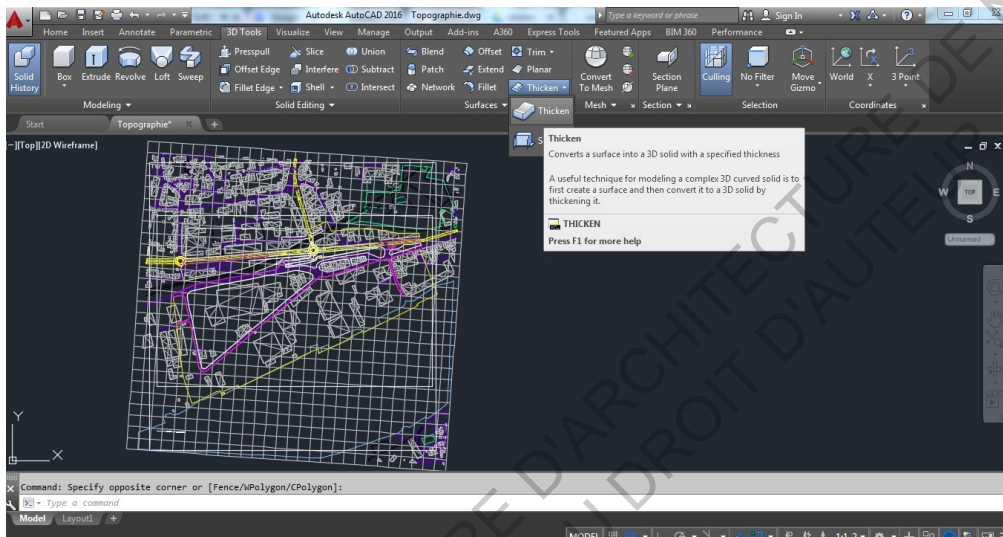 Autodesk AutoCAD 2016 Topographie.dwg
Type a keyword or phrase
Sign In
Home Insert Annotate Parametric 3D Tools Visualize View Manage Output Add-ins A360 Express Tools Featured Apps BIM 360 Performance
Solid History
Box Extrude Revolve Loft Sweep
Presspull Slice Union
Offset Edge Interfere Subtract
Fillet Edge Shell Intersect
Blend Offset Trim
Patch Extend Planar
Network Fillet Thicken
Convert To Mesh
Section Plane
Culling No Filter Move Gizmo
World X 3 Point
Modeling Solid Editing Surfaces Mesh Section Selection Coordinates
Start Topographie* +
Thicken
S
[−][Top][2D Wireframe]
Thicken
Converts a surface into a 3D solid with a specified thickness
A useful technique for modeling a complex 3D curved solid is to
first create a surface and then convert it to a 3D solid by
thickening it.
THICKEN
Press F1 for more help
N
W TOP E
S
Unnamed
Y
X
Command: Specify opposite corner or [Fence/WPolygon/CPolygon]:
Type a command
Model Layout1 +
MODEL
D'ARCHITECTURE DE
DROIT D'AUTEUR